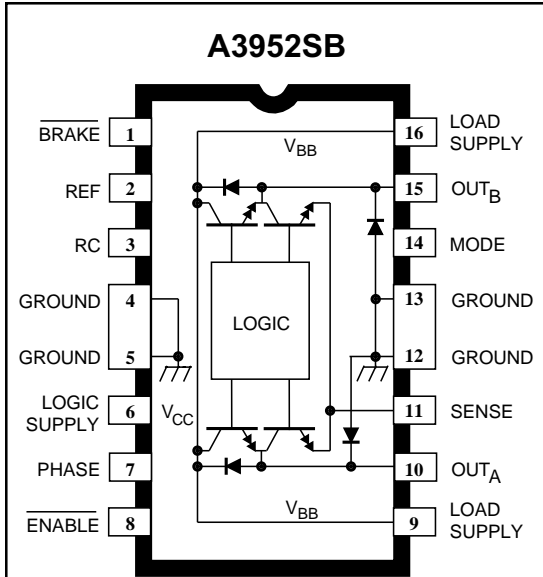 A3952SB
BRAKE 1
REF 2
RC 3
GROUND 4
GROUND 5
LOGIC
SUPPLY 6
PHASE 7
ENABLE 8
V_BB
LOGIC
V_CC
V_BB
16 LOAD
SUPPLY
15 OUT_B
14 MODE
13 GROUND
12 GROUND
11 SENSE
10 OUT_A
9 LOAD
SUPPLY